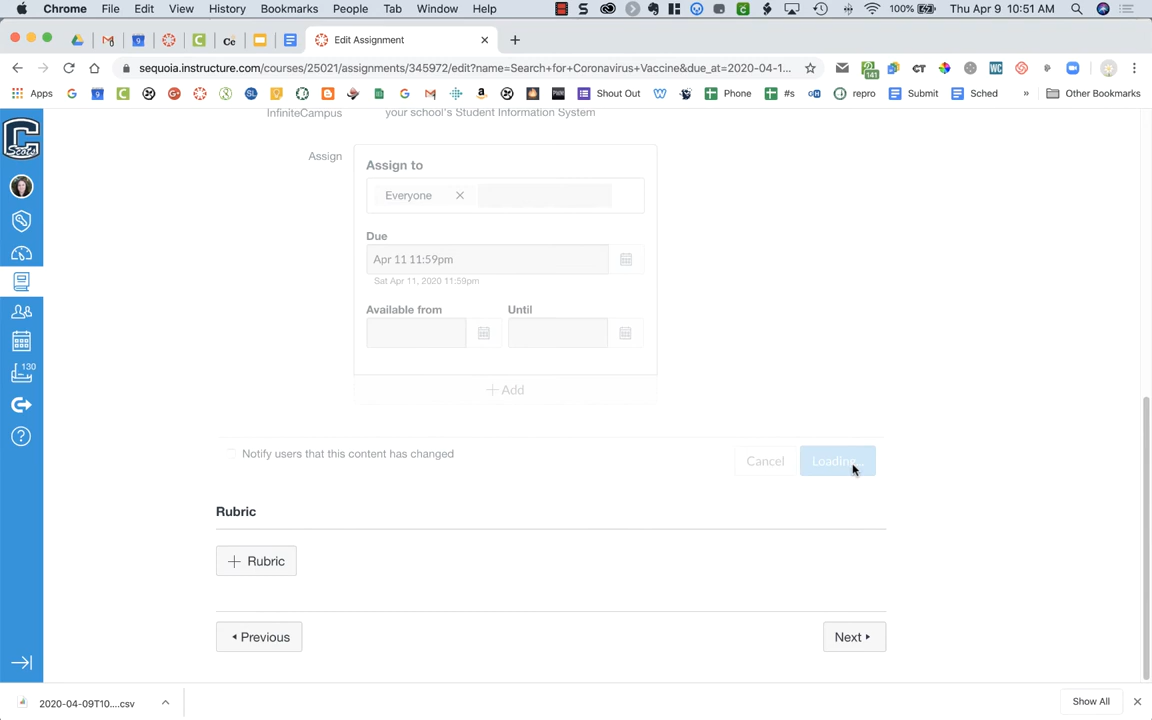 Chrome File Edit View History Bookmarks People Tab Window Help 100% Thu Apr 9 10:51 AM
Edit Assignment
sequoia.instructure.com/courses/25021/assignments/345972/edit?name=Search+for+Coronavirus+Vaccine&due_at=2020-04-1...
141
Apps Shout Out Phone #s repro Submit Sched » Other Bookmarks
InfiniteCampus your school's Student Information System
Assign
Assign to
Everyone
Due
Apr 11 11:59pm
Sat Apr 11, 2020 11:59pm
Available from Until
+ Add
130
Notify users that this content has changed
Cancel Loading...
Rubric
+ Rubric
Previous
Next
2020-04-09T10....csv
Show All